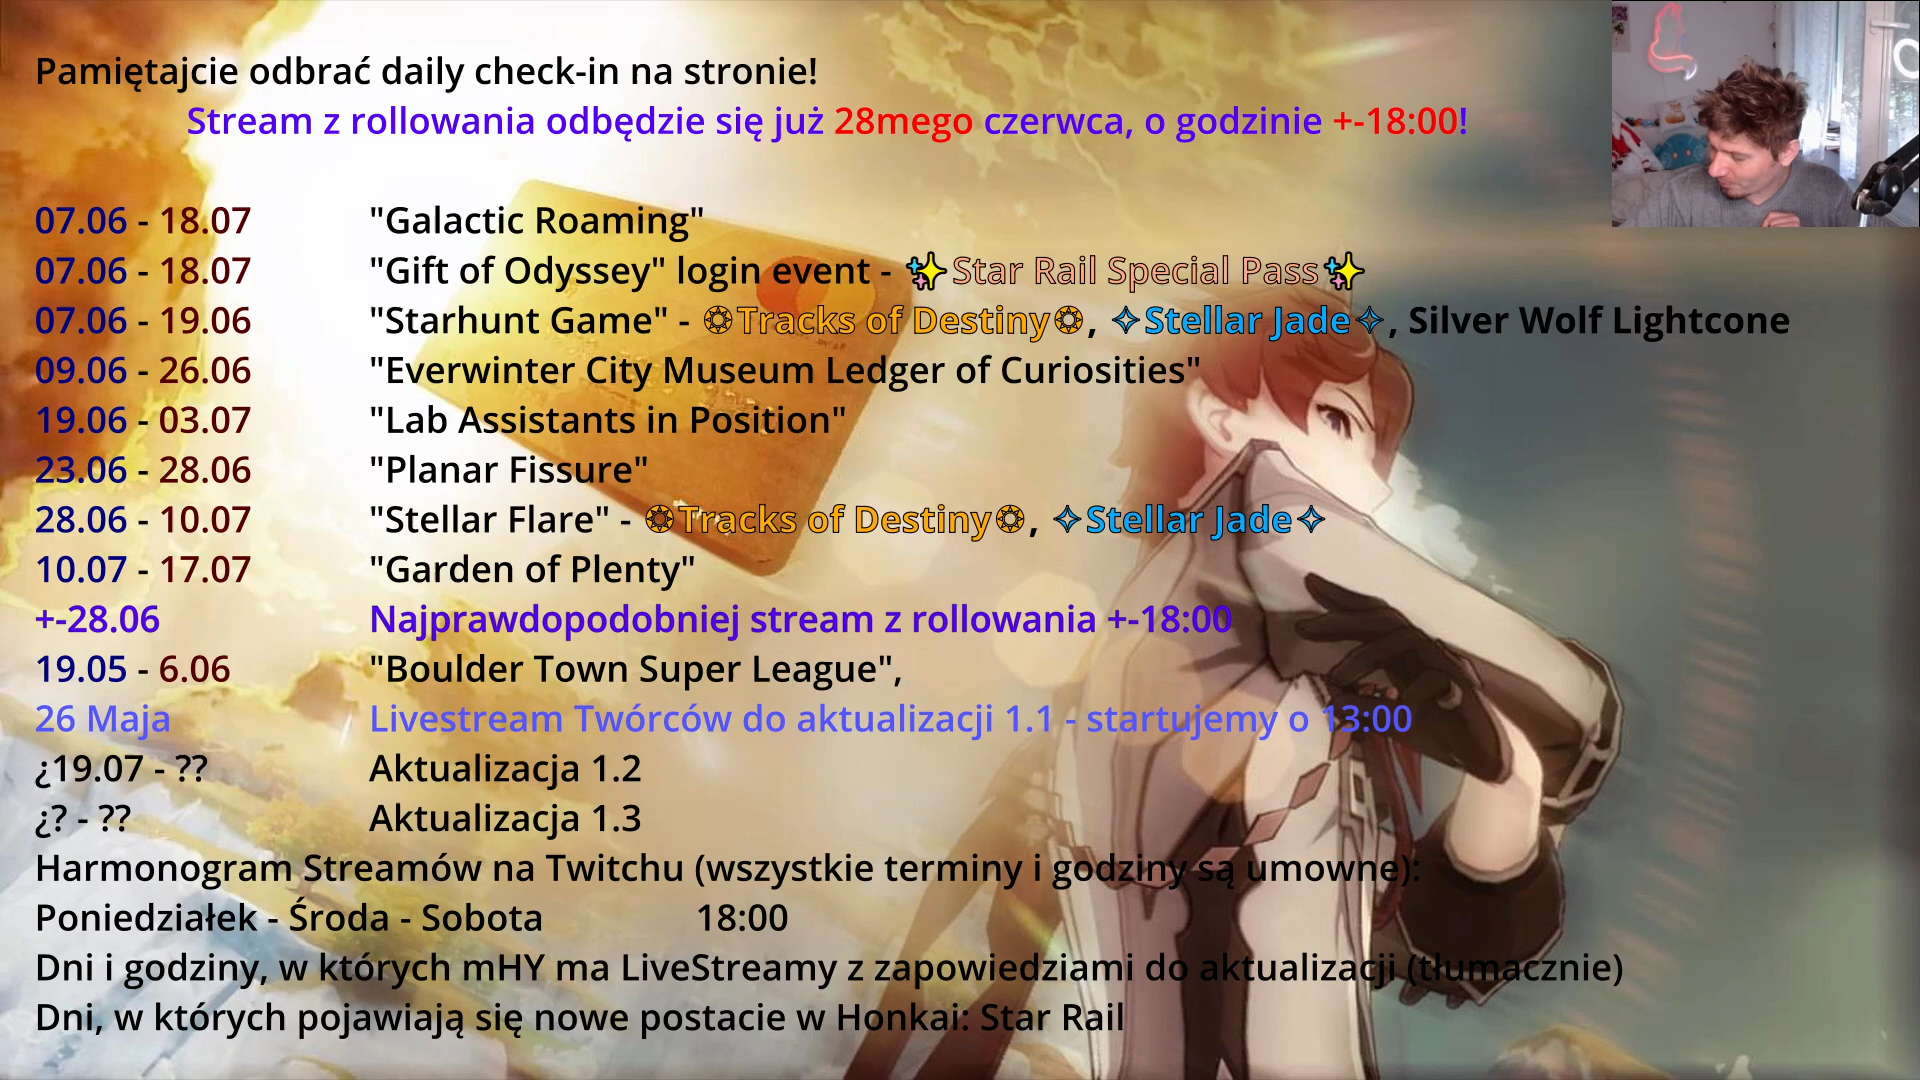 Pamiętajcie odbrać daily check-in na stronie!
Stream z rollowania odbędzie się już 28mego czerwca, o godzinie +-18:00!
07.06 - 18.07 "Galactic Roaming"
07.06 - 18.07 "Gift of Odyssey" login event - ✨Star Rail Special Pass✨
07.06 - 19.06 "Starhunt Game" - ❂Tracks of Destiny❂, ✧Stellar Jade✧, Silver Wolf Lightcone
09.06 - 26.06 "Everwinter City Museum Ledger of Curiosities"
19.06 - 03.07 "Lab Assistants in Position"
23.06 - 28.06 "Planar Fissure"
28.06 - 10.07 "Stellar Flare" - ❂Tracks of Destiny❂, ✧Stellar Jade✧
10.07 - 17.07 "Garden of Plenty"
+-28.06 Najprawdopodobniej stream z rollowania +-18:00
19.05 - 6.06 "Boulder Town Super League",
26 Maja Livestream Twórców do aktualizacji 1.1 - startujemy o 13:00
¿19.07 - ?? Aktualizacja 1.2
¿? - ?? Aktualizacja 1.3
Harmonogram Streamów na Twitchu (wszystkie terminy i godziny są umowne):
Poniedziałek - Środa - Sobota 18:00
Dni i godziny, w których mHY ma LiveStreamy z zapowiedziami do aktualizacji (tłumacznie)
Dni, w których pojawiają się nowe postacie w Honkai: Star Rail